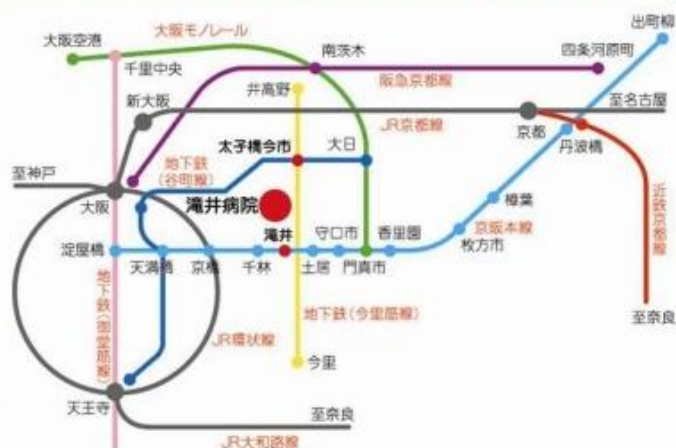 出町柳
大阪モノレール
大阪空港
南茨木
四条河原町
千里中央
阪急京都線
井高野
新大阪
至名古屋
JR京都線
京都
丹波橋
太子橋今市
大日
地下鉄
(谷町線)
至神戸
大阪
滝井病院
樟葉
近鉄京都線
京阪本線
枚方市
淀屋橋
滝井
守口市
香里園
天満橋
京橋
千林
土居
門真市
地下鉄(御堂筋線)
地下鉄(今里筋線)
至奈良
JR環状線
今里
天王寺
至奈良
JR大和路線